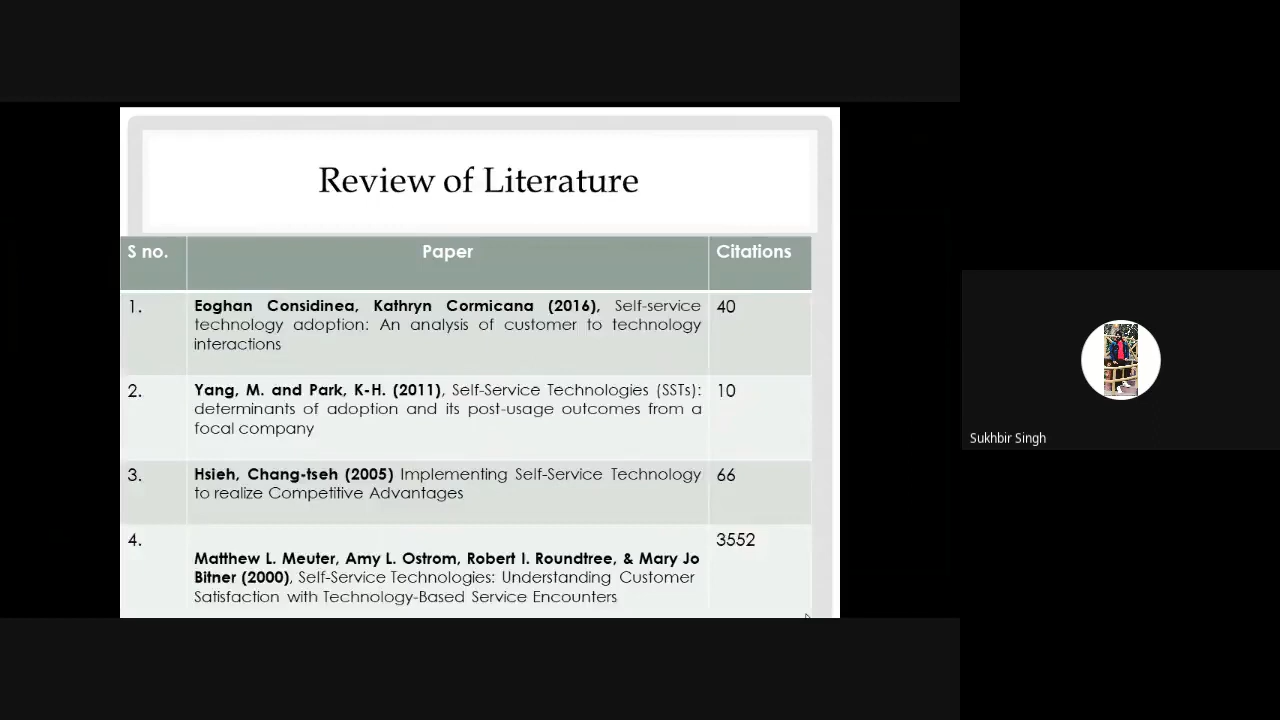 Review of Literature
S no. Paper Citations
1. Eoghan Considinea, Kathryn Cormicana (2016), Self-service 40
technology adoption: An analysis of customer to technology
interactions
2. Yang, M. and Park, K-H. (2011), Self-Service Technologies (SSTs): 10
determinants of adoption and its post-usage outcomes from a
focal company
3. Hsieh, Chang-tseh (2005) Implementing Self-Service Technology 66
to realize Competitive Advantages
4. 3552
Matthew L. Meuter, Amy L. Ostrom, Robert I. Roundtree, & Mary Jo
Bitner (2000), Self-Service Technologies: Understanding Customer
Satisfaction with Technology-Based Service Encounters
Sukhbir Singh